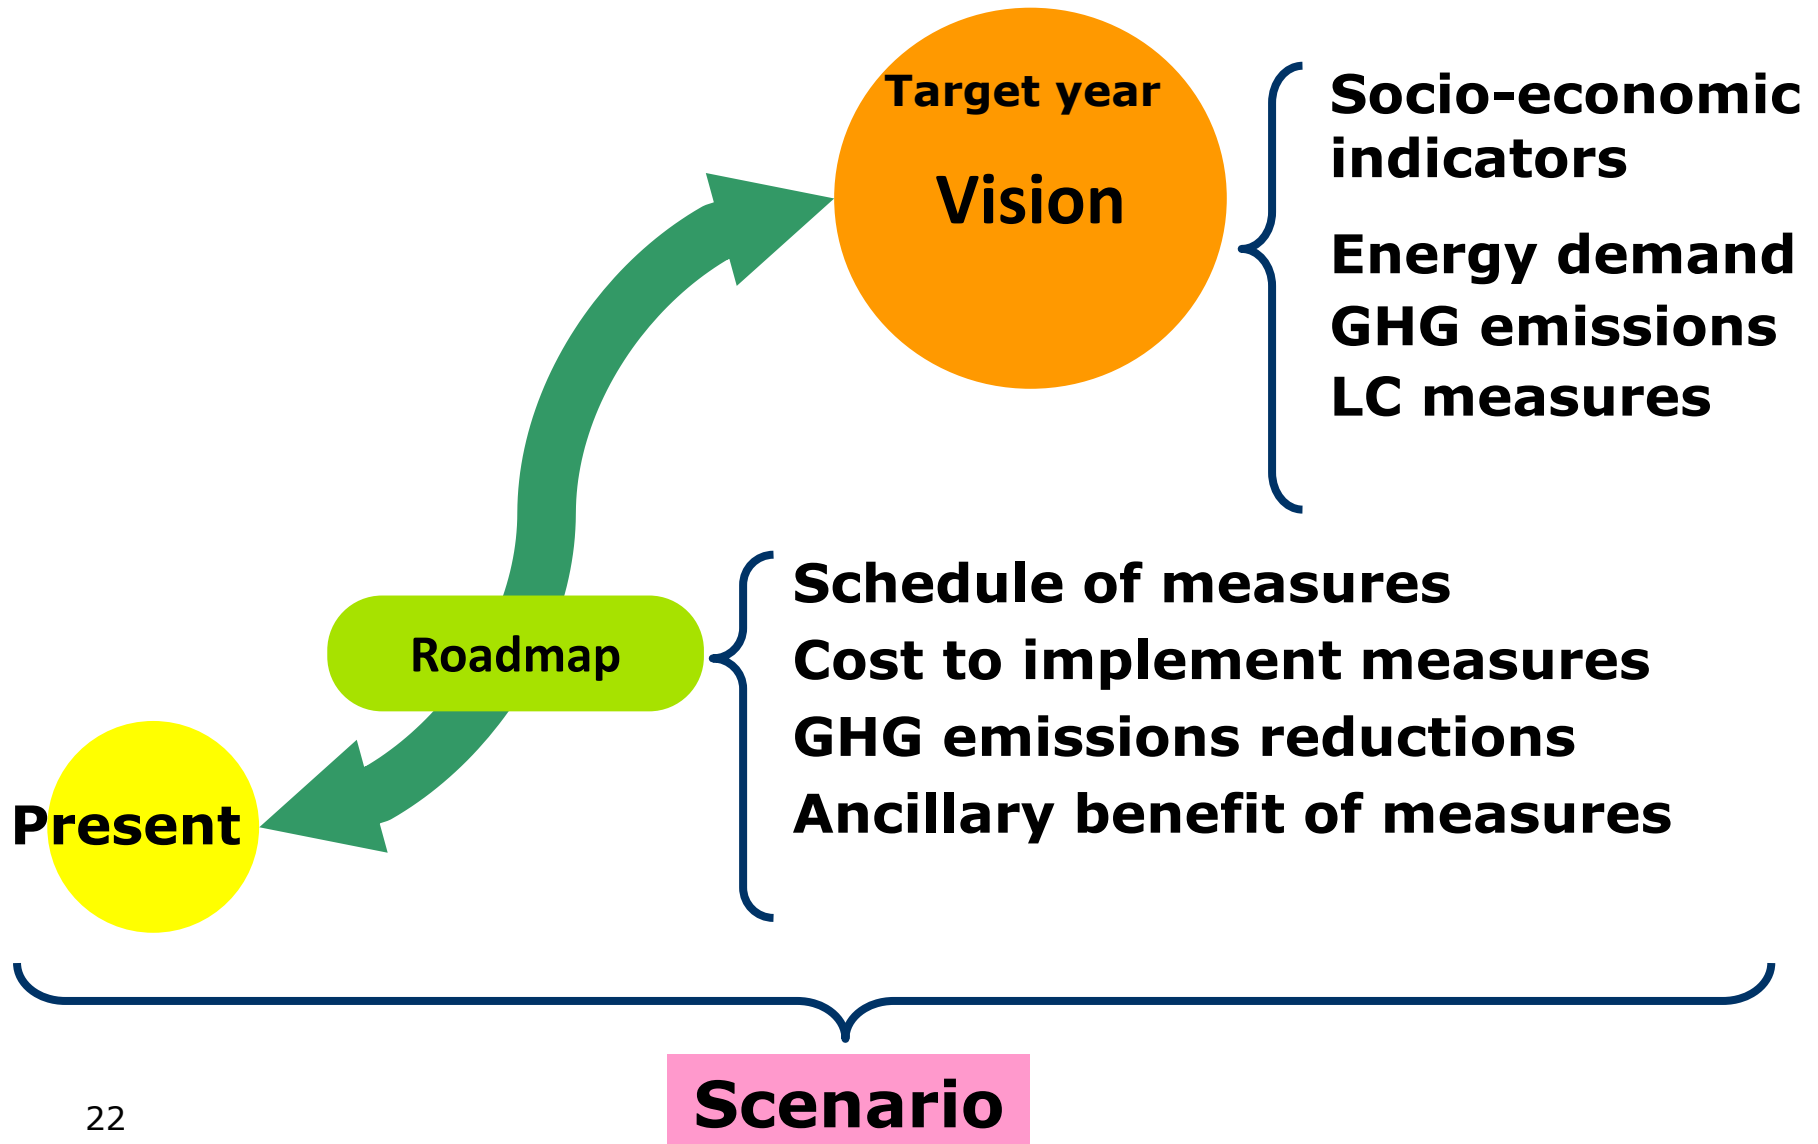 Target year
Vision
Socio-economic
indicators
Energy demand
GHG emissions
LC measures
Roadmap
Schedule of measures
Cost to implement measures
GHG emissions reductions
Ancillary benefit of measures
Present
Scenario
22